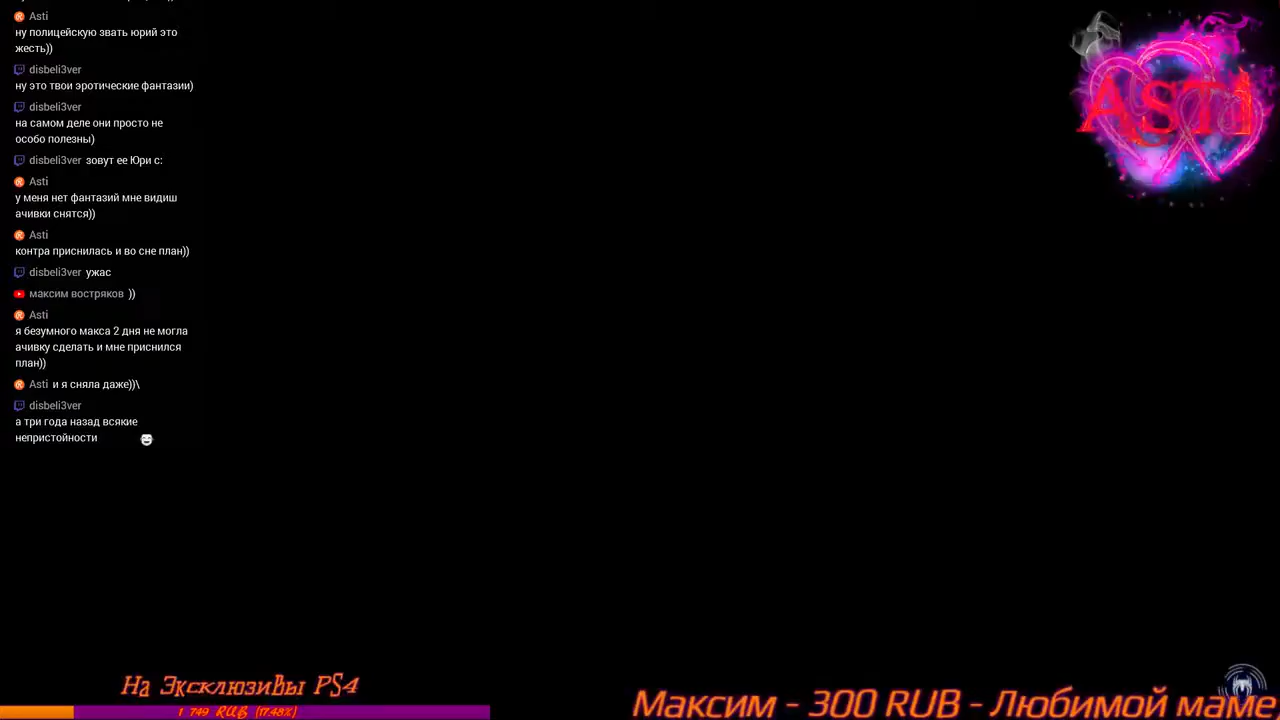 Asti
ну полицейскую звать юрий это
жесть))
disbeli3ver
ну это твои эротические фантазии)
disbeli3ver
на самом деле они просто не
особо полезны)
disbeli3ver зовут ее Юри с:
Asti
у меня нет фантазий мне видиш
ачивки снятся))
Asti
контра приснилась и во сне план))
disbeli3ver ужас
максим востряков ))
Asti
я безумного макса 2 дня не могла
ачивку сделать и мне приснился
план))
Asti и я сняла даже))\
disbeli3ver
а три года назад всякие
непристойности
ASTI
На Эксклюзивы PS4
1 749 RUB (17.48%)
Максим - 300 RUB - Любимой маме